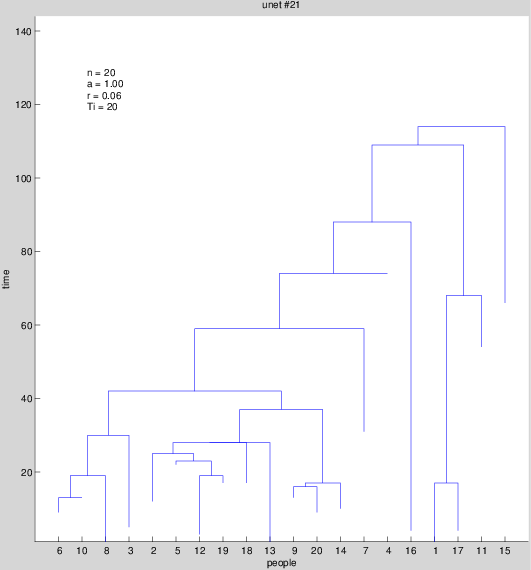 unet #21
140
n = 20
a = 1.00
r = 0.06
Ti = 20
120
100
80
time
60
40
20
6 10 8 3 2 5 12 19 18 13 9 20 14 7 4 16 1 17 11 15
people